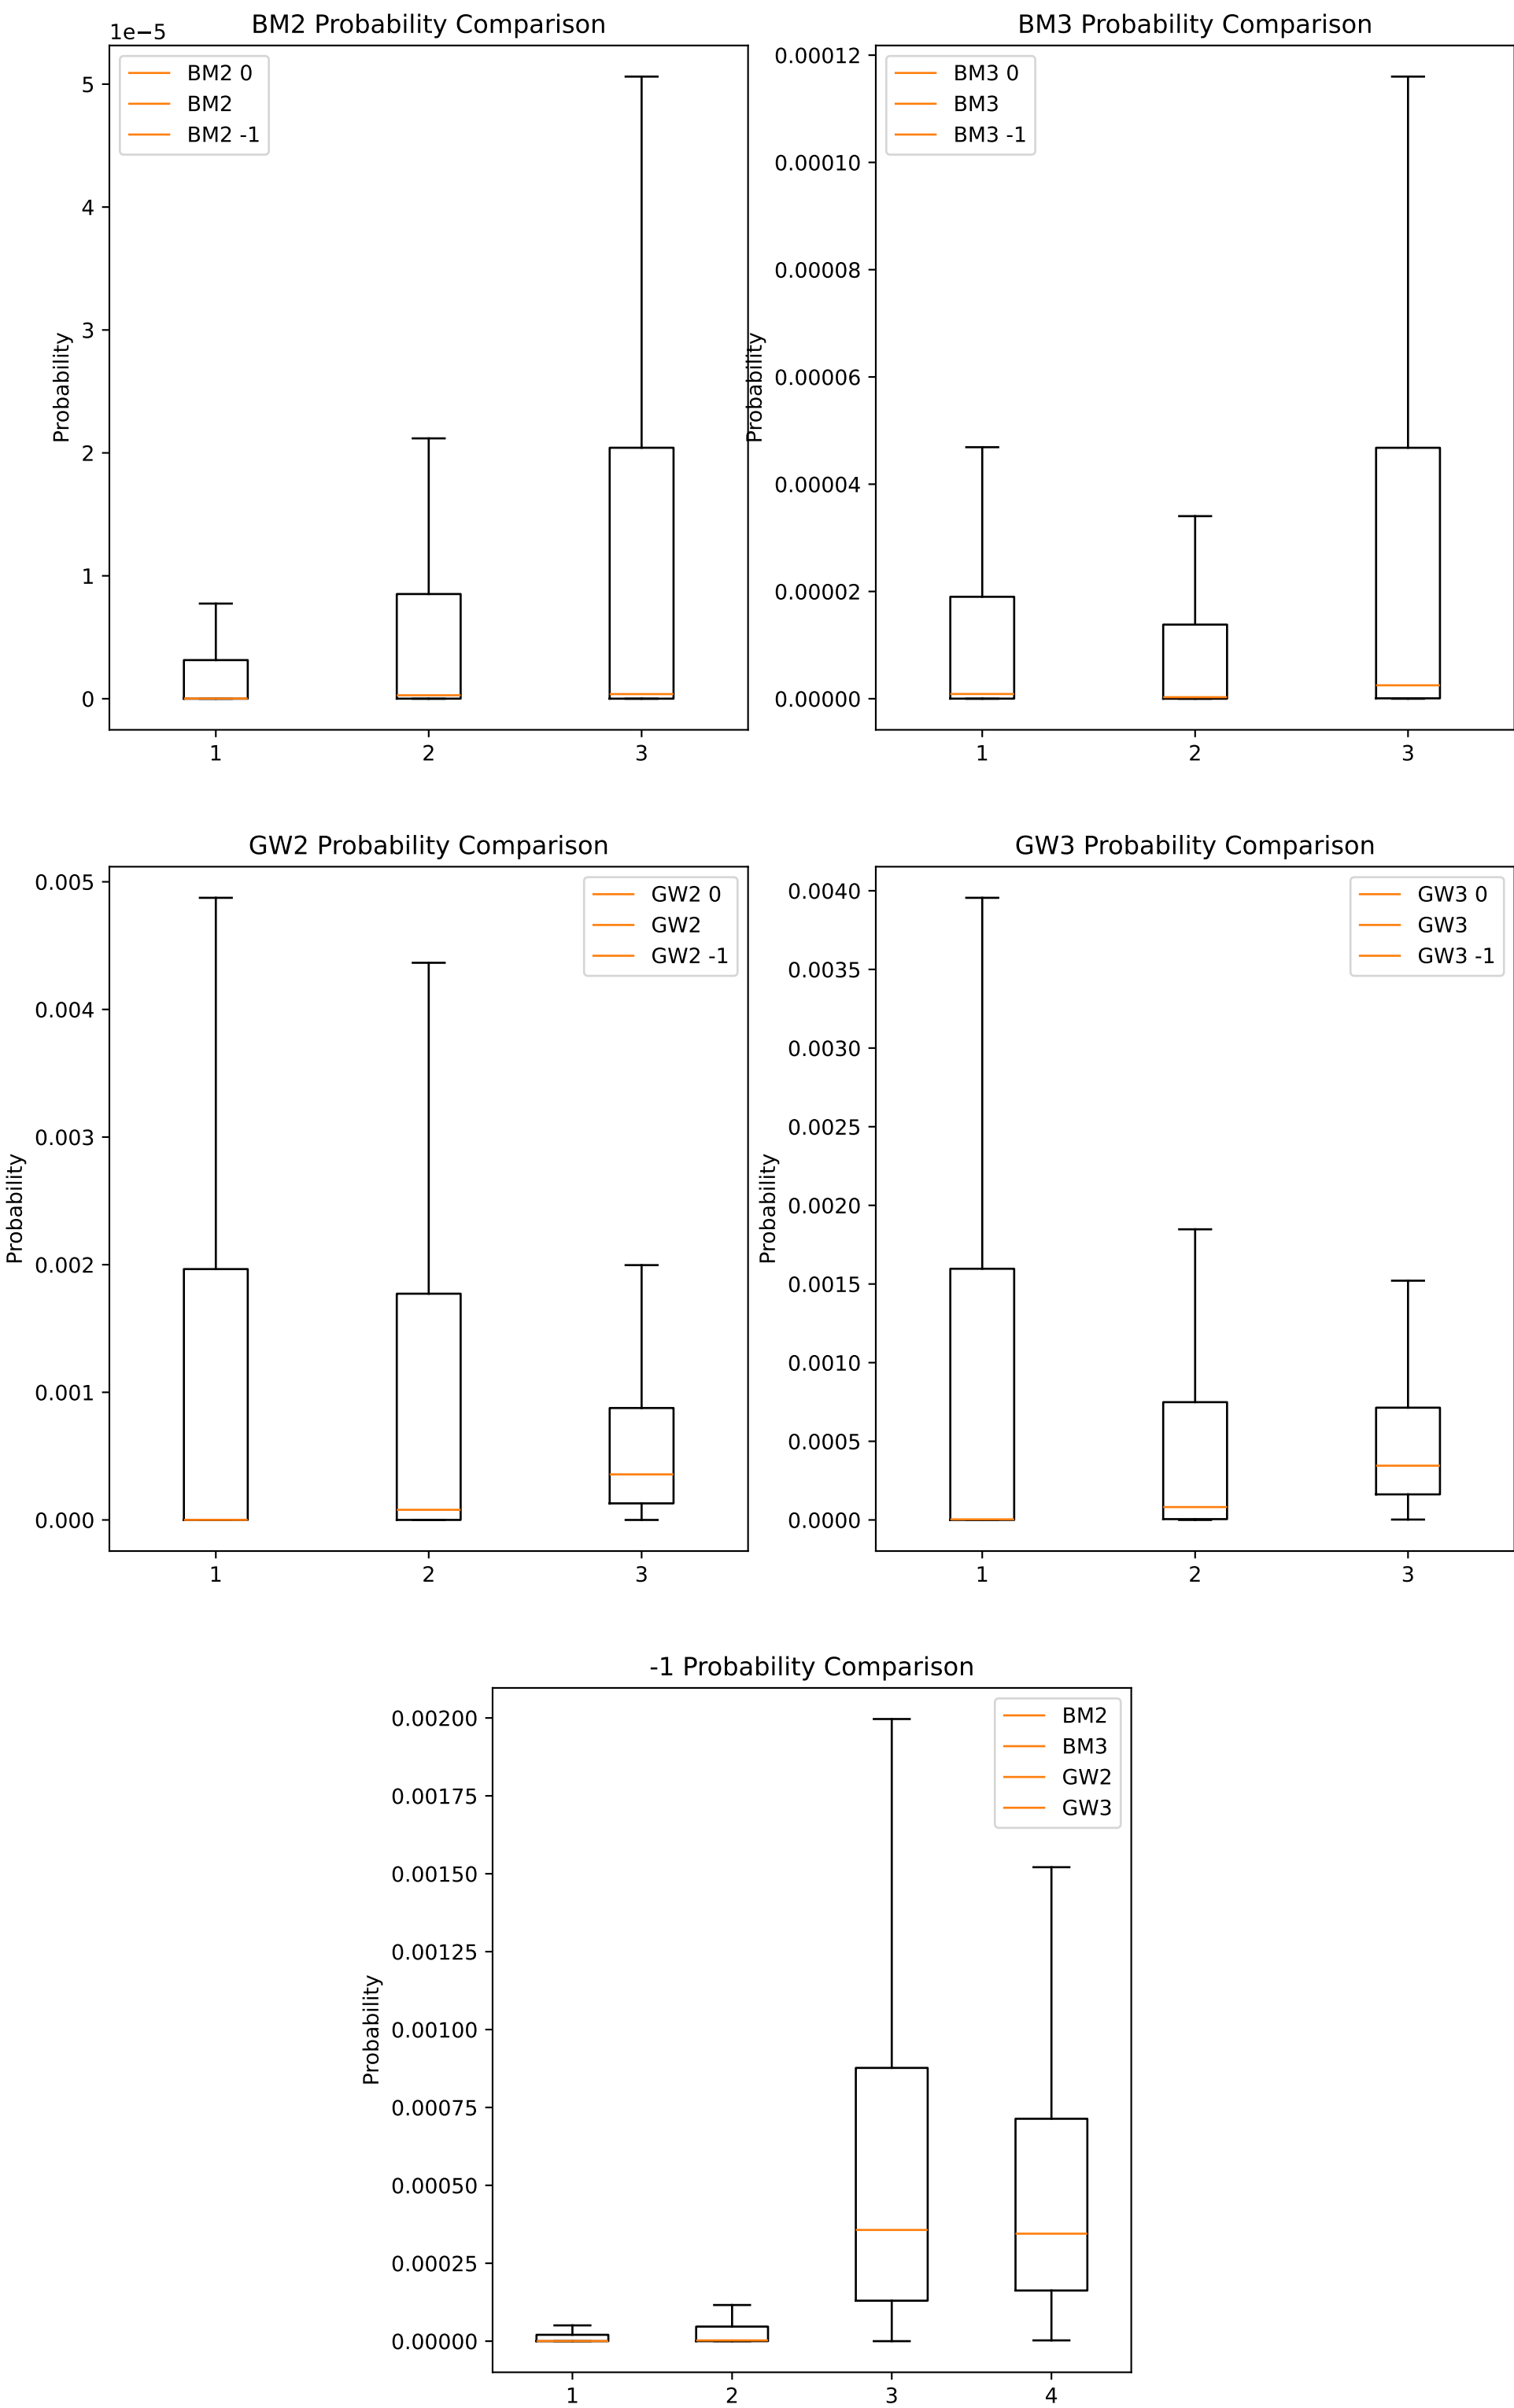 BM2 Probability Comparison
1e−5
BM2 0
BM2
BM2 -1
5
4
3
2
1
0
Probability
1 2 3
BM3 Probability Comparison
BM3 0
BM3
BM3 -1
0.00012
0.00010
0.00008
0.00006
0.00004
0.00002
0.00000
Probability
1 2 3
GW2 Probability Comparison
GW2 0
GW2
GW2 -1
0.005
0.004
0.003
0.002
0.001
0.000
Probability
1 2 3
GW3 Probability Comparison
GW3 0
GW3
GW3 -1
0.0040
0.0035
0.0030
0.0025
0.0020
0.0015
0.0010
0.0005
0.0000
Probability
1 2 3
-1 Probability Comparison
BM2
BM3
GW2
GW3
0.00200
0.00175
0.00150
0.00125
0.00100
0.00075
0.00050
0.00025
0.00000
Probability
1 2 3 4